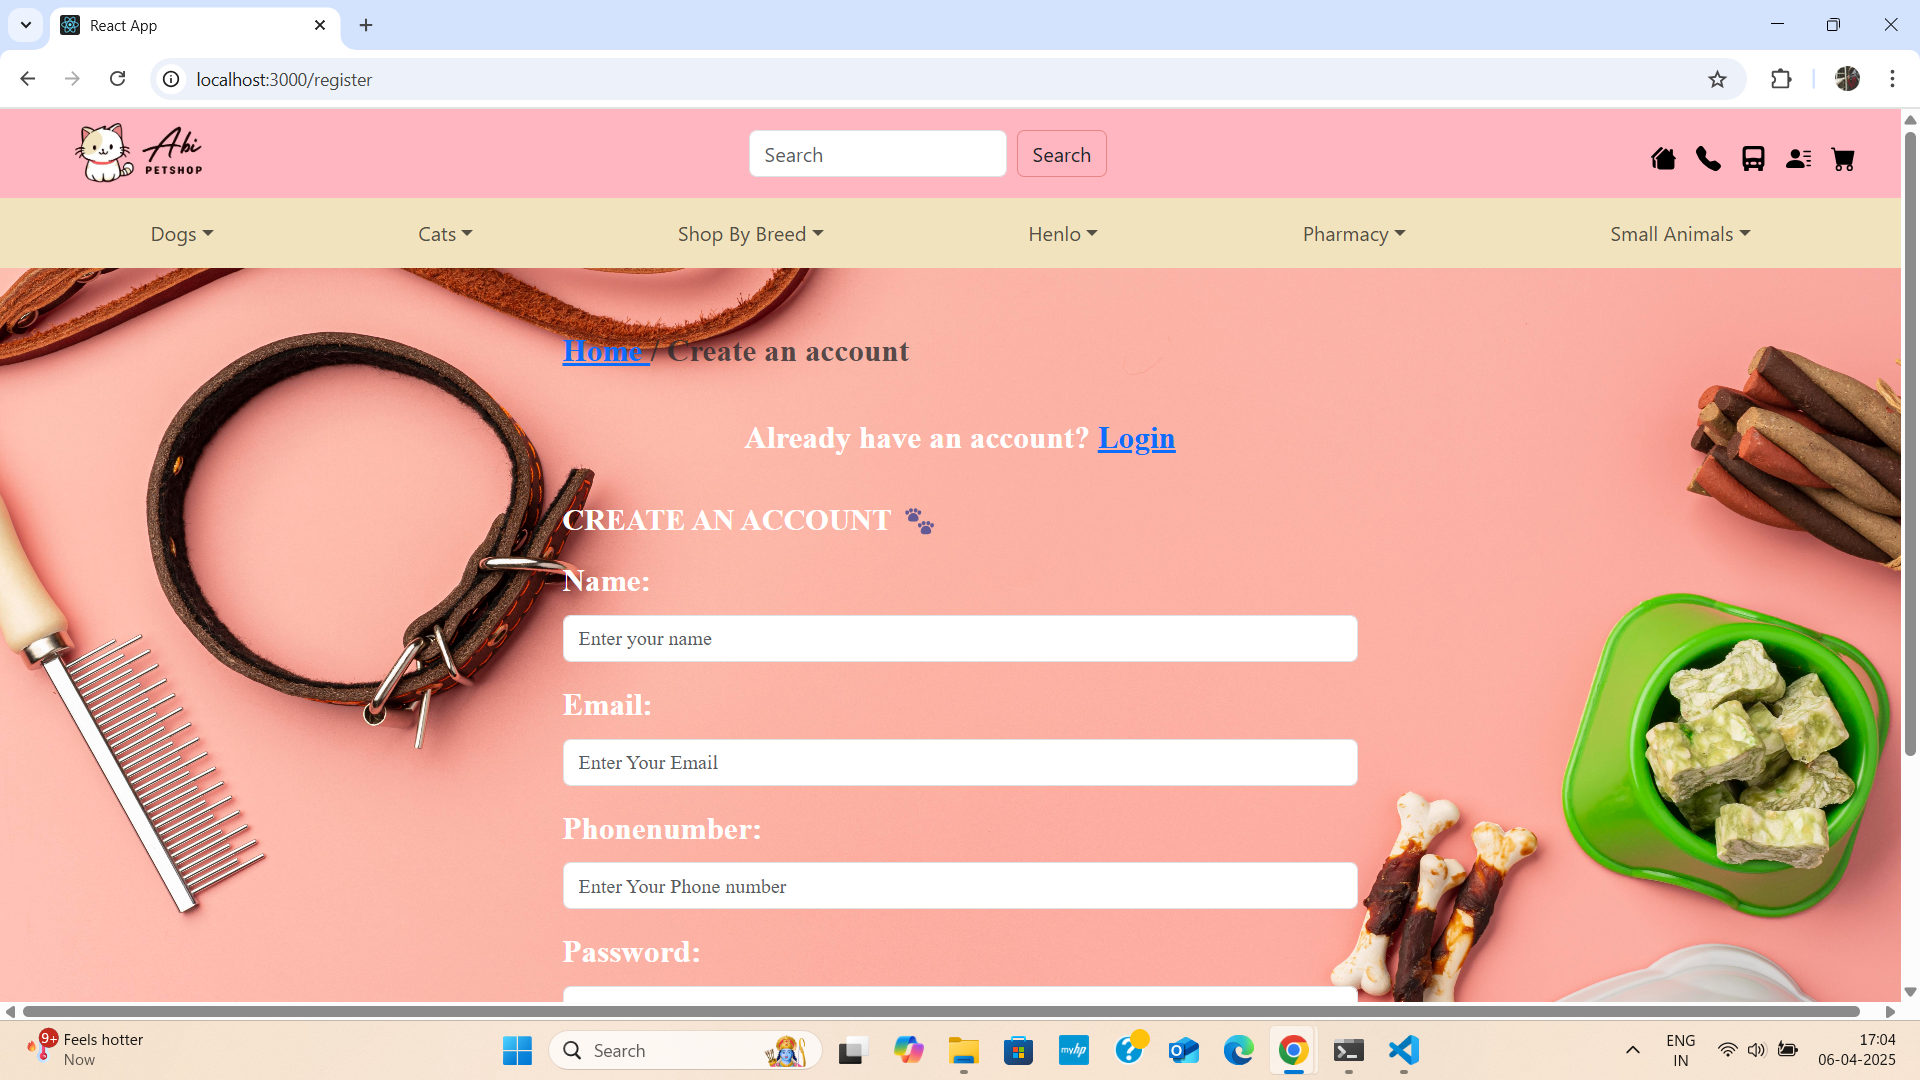 React App
localhost:3000/register
Abi
PETSHOP
Search
Search
Dogs
Cats
Shop By Breed
Henlo
Pharmacy
Small Animals
Home / Create an account
Already have an account? Login
CREATE AN ACCOUNT
Name:
Enter your name
Email:
Enter Your Email
Phonenumber:
Enter Your Phone number
Password:
9+
Feels hotter
Now
Search
myhp
ENG
IN
17:04
06-04-2025